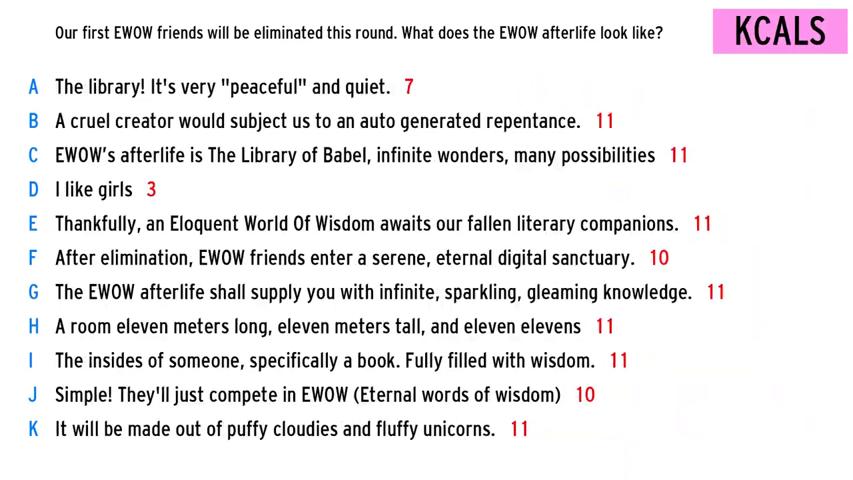 Our first EWOW friends will be eliminated this round. What does the EWOW afterlife look like?
KCALS
A The library! It's very "peaceful" and quiet. 7
B A cruel creator would subject us to an auto generated repentance. 11
C EWOW's afterlife is The Library of Babel, infinite wonders, many possibilities 11
D I like girls 3
E Thankfully, an Eloquent World Of Wisdom awaits our fallen literary companions. 11
F After elimination, EWOW friends enter a serene, eternal digital sanctuary. 10
G The EWOW afterlife shall supply you with infinite, sparkling, gleaming knowledge. 11
H A room eleven meters long, eleven meters tall, and eleven elevens 11
I The insides of someone, specifically a book. Fully filled with wisdom. 11
J Simple! They'll just compete in EWOW (Eternal words of wisdom) 10
K It will be made out of puffy cloudies and fluffy unicorns. 11